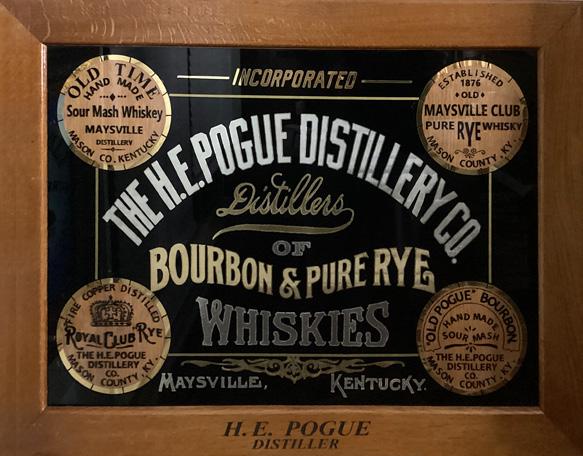 INCORPORATED
OLD TIME
HAND MADE
Sour Mash Whiskey
MAYSVILLE
DISTILLERY
MASON CO. KENTUCKY
ESTABLISHED
1876
• OLD •
MAYSVILLE CLUB
PURE RYE WHISKY
MASON COUNTY, KY.
THE H.E. POGUE DISTILLERY CO.
Distillers
OF
BOURBON & PURE RYE
WHISKIES
FIRE COPPER DISTILLED
ROYAL CLUB RYE
THE H.E. POGUE
DISTILLERY
CO.
MASON COUNTY, KY.
"OLD POGUE" BOURBON
HAND MADE
SOUR MASH
THE H.E. POGUE
DISTILLERY
CO.
MASON COUNTY, KY.
MAYSVILLE, KENTUCKY.
H. E. POGUE
DISTILLER